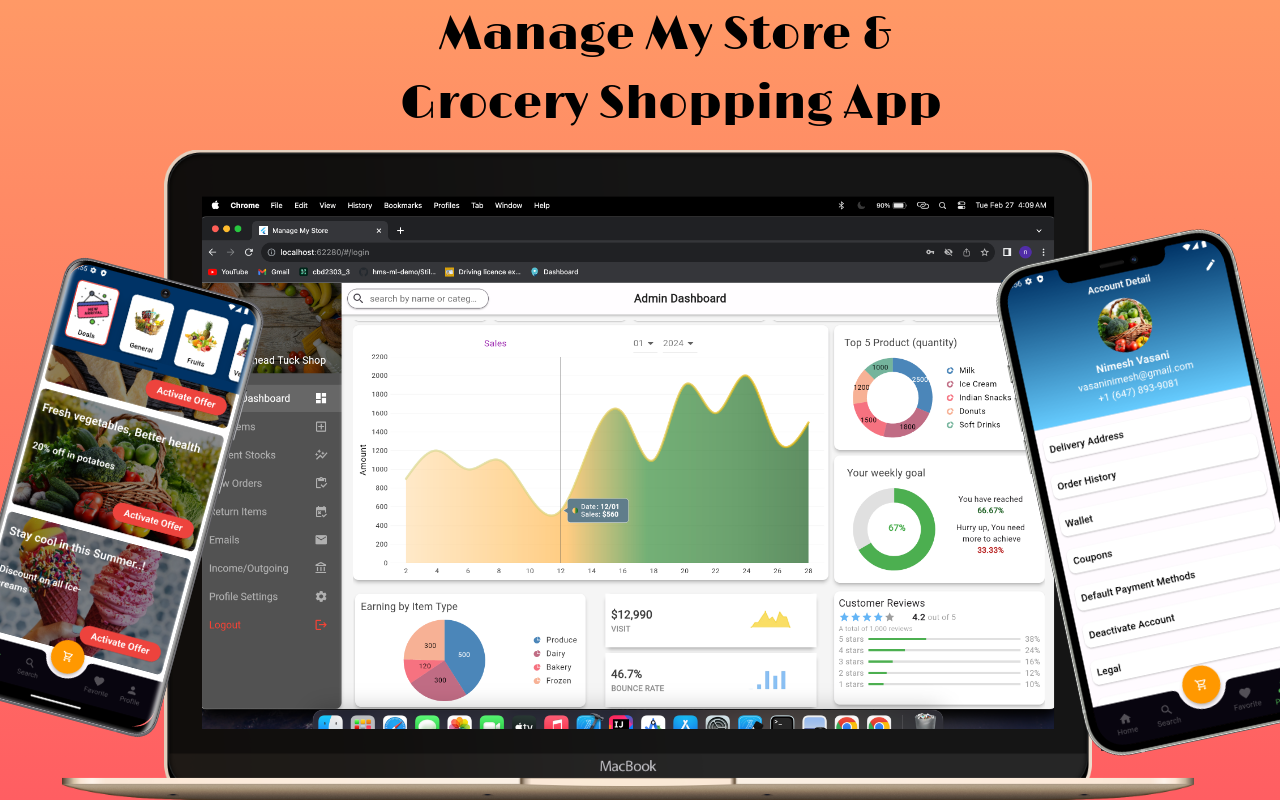 Manage My Store &
Grocery Shopping App
Chrome File Edit View History Bookmarks Profiles Tab Window Help
90% Tue Feb 27 4:09 AM
Manage My Store
localhost:62280/#/login
YouTube Gmail cbd2303_3 hms-ml-demo/Stil... Driving licence ex... Dashboard
search by name or categ...
Admin Dashboard
head Tuck Shop
Dashboard
Orders
Return Items
Emails
Income/Outgoing
Profile Settings
Logout
Sales
01 2024
Amount
2200
2000
1800
1600
1400
1200
1000
800
600
400
200
0
2 4 6 8 10 12 14 16 18 20 22 24 26 28
Date: 12/01
Sales: $560
Top 5 Product (quantity)
1000
2500
1200
1500
1800
Milk
Ice Cream
Indian Snacks
Donuts
Soft Drinks
Your weekly goal
67%
You have reached
66.67%
Hurry up, You need
more to achieve
33.33%
Earning by Item Type
300
500
120
300
Produce
Dairy
Bakery
Frozen
$12,990
VISIT
46.7%
BOUNCE RATE
Customer Reviews
4.2 out of 5
A total of 1,000 reviews
5 stars 38%
4 stars 24%
3 stars 16%
2 stars 12%
1 stars 10%
tv
MacBook
Deals
General
Fruits
Activate Offer
Fresh vegetables, Better health
20% off in potatoes
Activate Offer
Stay cool in this Summer..!
Discount on all Ice-
creams
Activate Offer
Search
Favorite
Profile
Account Detail
Nimesh Vasani
vasaninimesh@gmail.com
+1 (647) 893-9081
Delivery Address
Order History
Wallet
Coupons
Default Payment Methods
Deactivate Account
Legal
Home
Search
Favorite